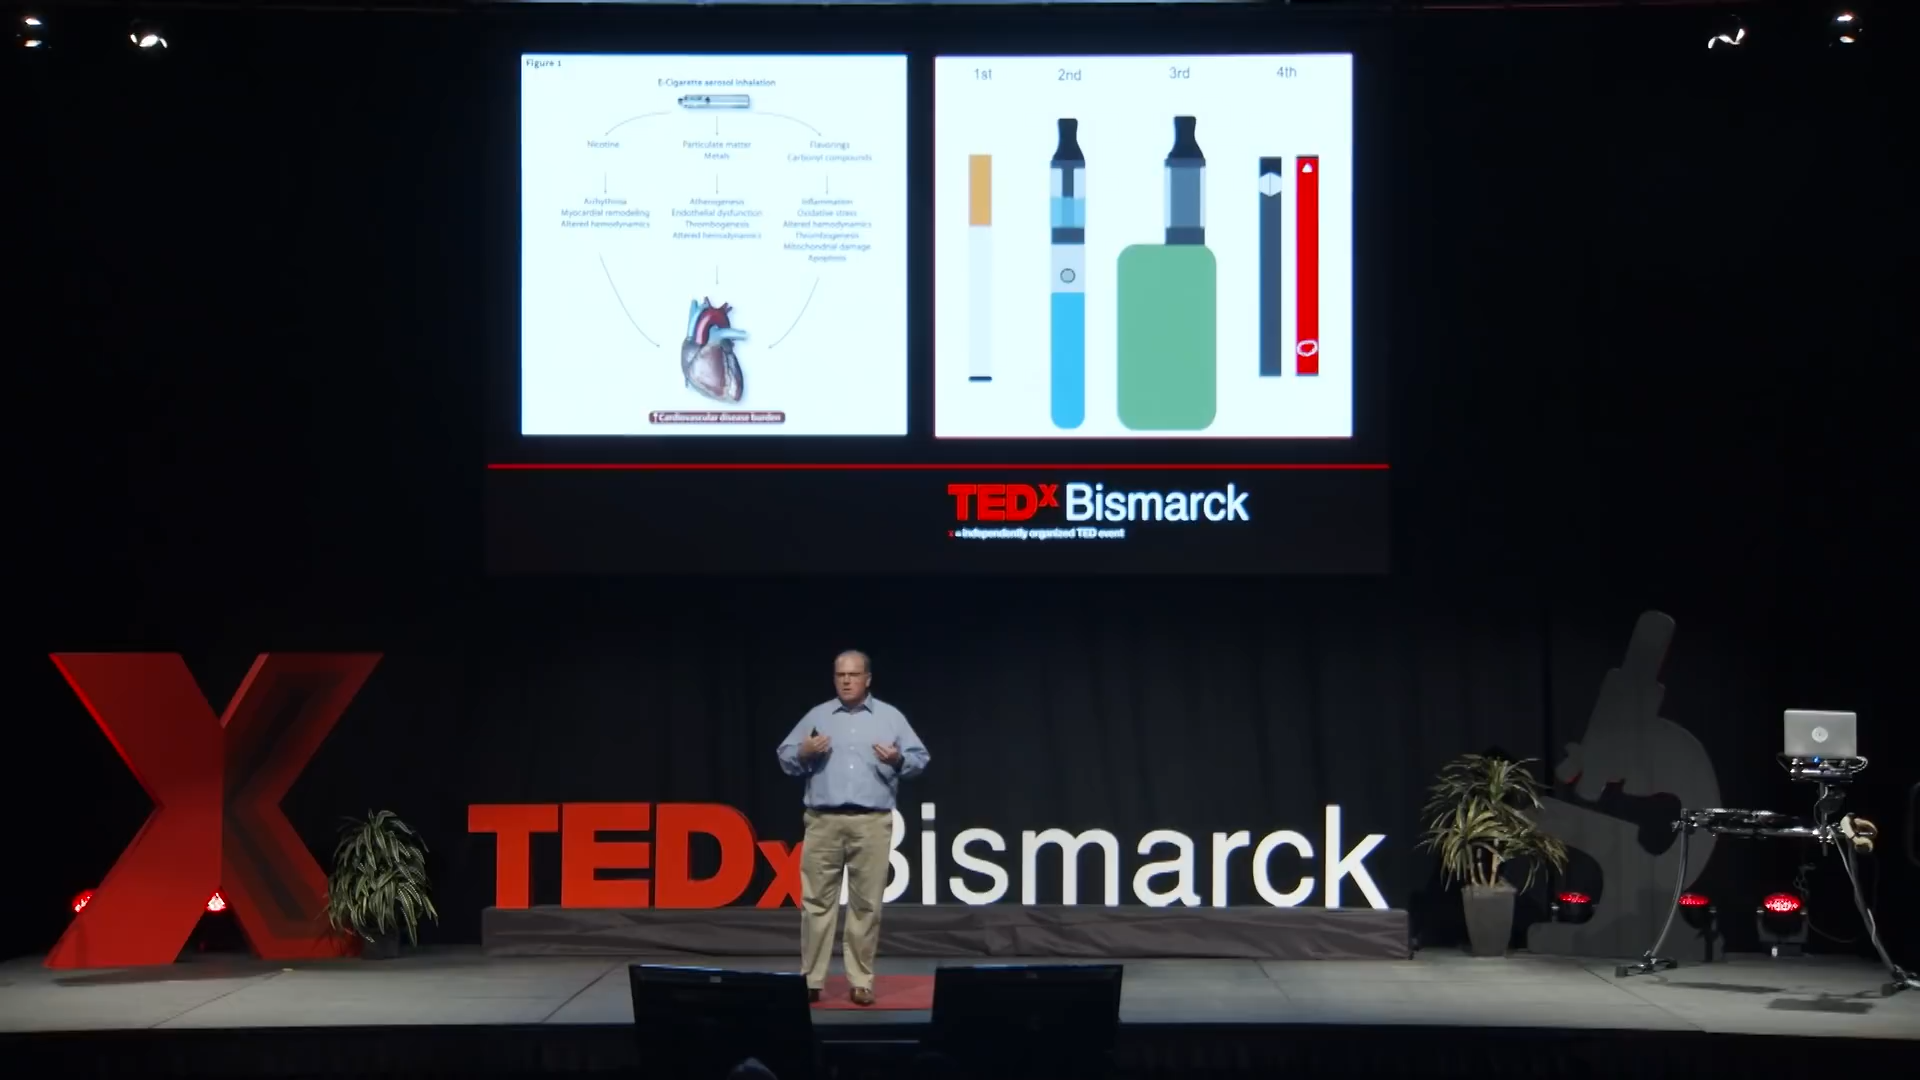 Figure 1
E-Cigarette aerosol inhalation
Nicotine
Particulate matter
Metals
Flavorings
Carbonyl compounds
Arrhythmia
Myocardial remodeling
Altered hemodynamics
Atherogenesis
Endothelial dysfunction
Thrombogenesis
Altered hemodynamics
Inflammation
Oxidative stress
Altered hemodynamics
Thrombogenesis
Mitochondrial damage
Apoptosis
↑Cardiovascular disease burden
1st 2nd 3rd 4th
TEDx Bismarck
x = independently organized TED event
X
TEDx Bismarck